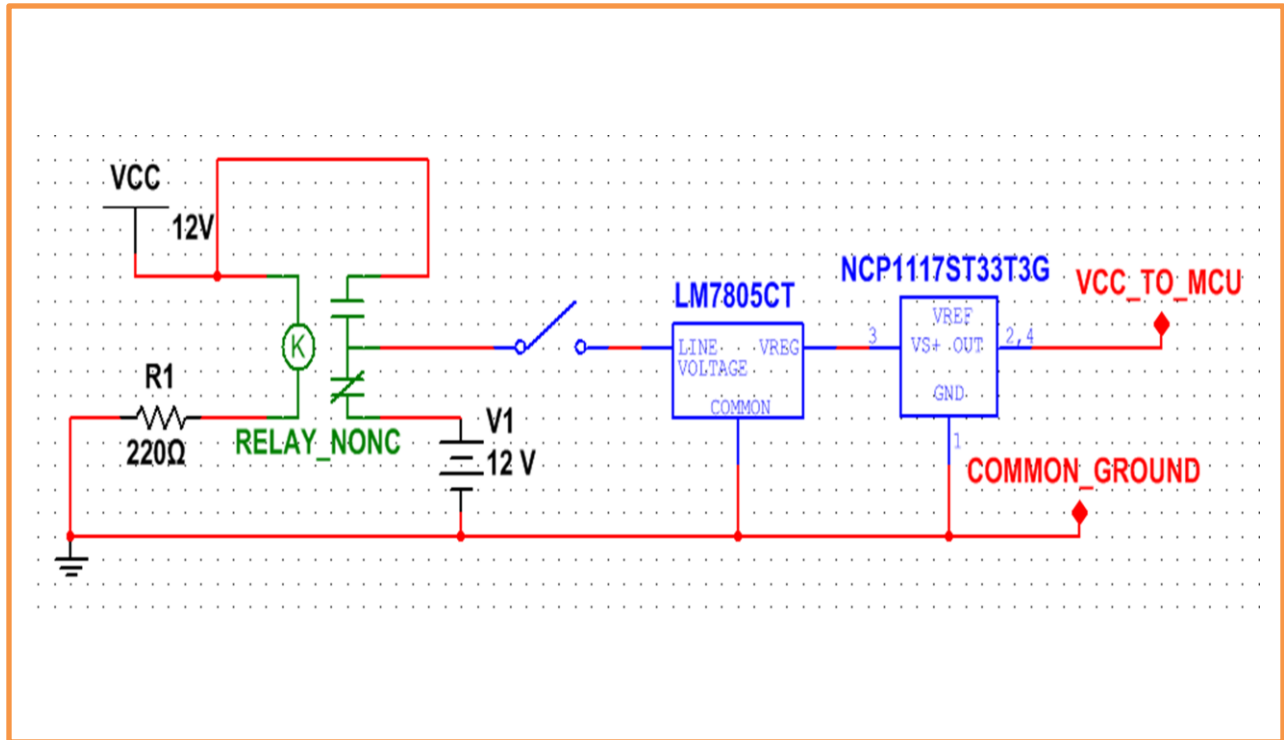 VCC
12V
K
R1
220Ω
RELAY_NONC
V1
12 V
LM7805CT
LINE VREG
VOLTAGE
COMMON
NCP1117ST33T3G
VREF
3
VS+ OUT
2,4
GND
1
VCC_TO_MCU
COMMON_GROUND